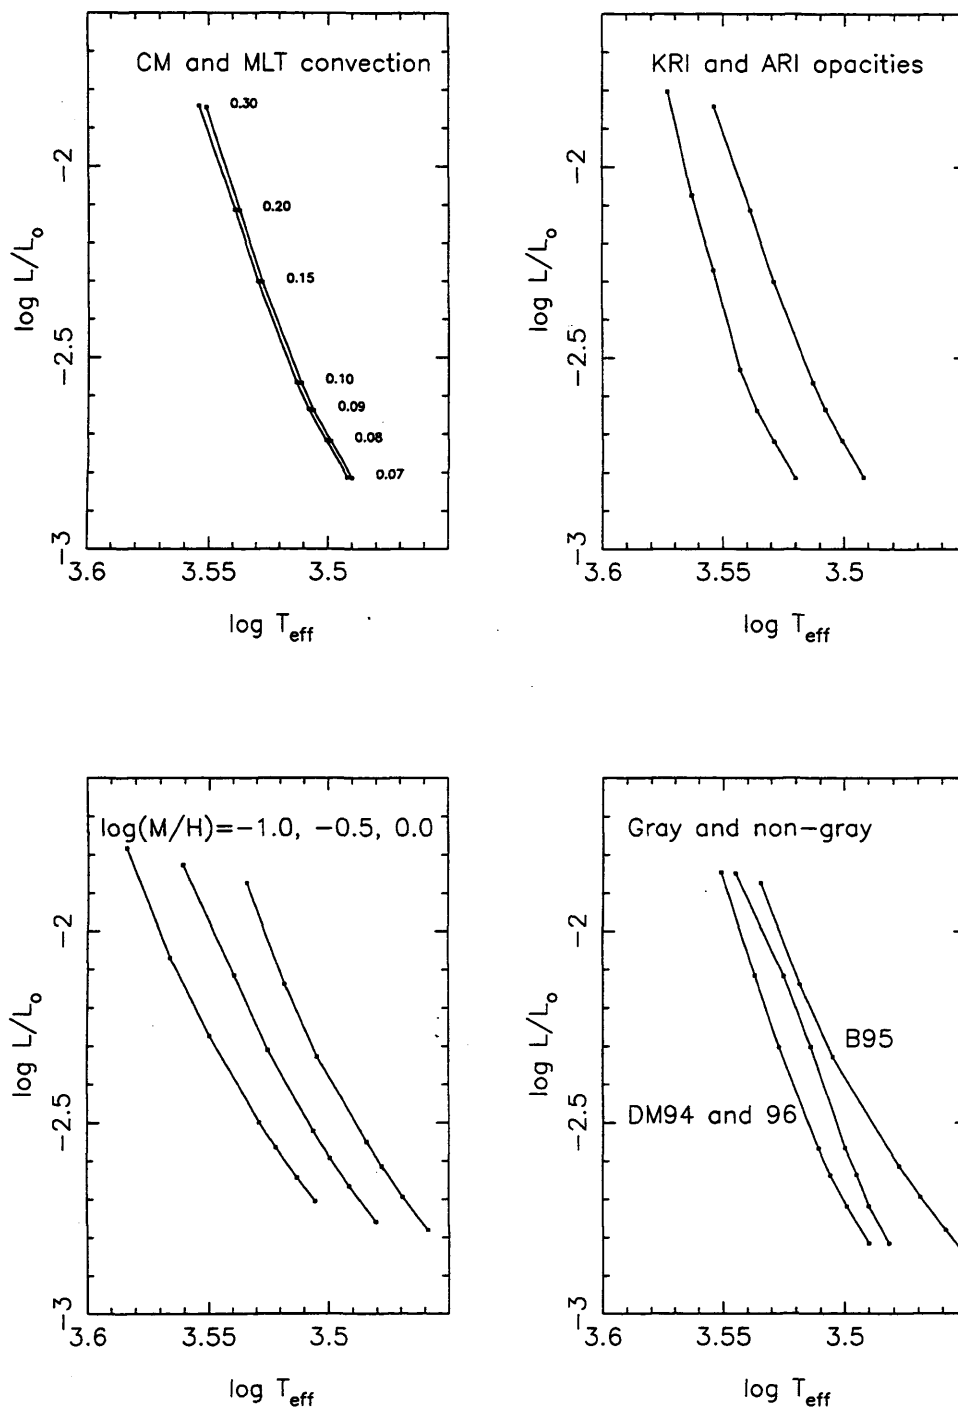 CM and MLT convection
0.30
0.20
0.15
0.10
0.09
0.08
0.07
log L/L₀
−2
−2.5
−3
3.6
3.55
3.5
log T_eff
KRI and ARI opacities
log L/L₀
−2
−2.5
−3
3.6
3.55
3.5
log T_eff
log(M/H)=−1.0, −0.5, 0.0
log L/L₀
−2
−2.5
−3
3.6
3.55
3.5
log T_eff
Gray and non-gray
B95
DM94 and 96
log L/L₀
−2
−2.5
−3
3.6
3.55
3.5
log T_eff